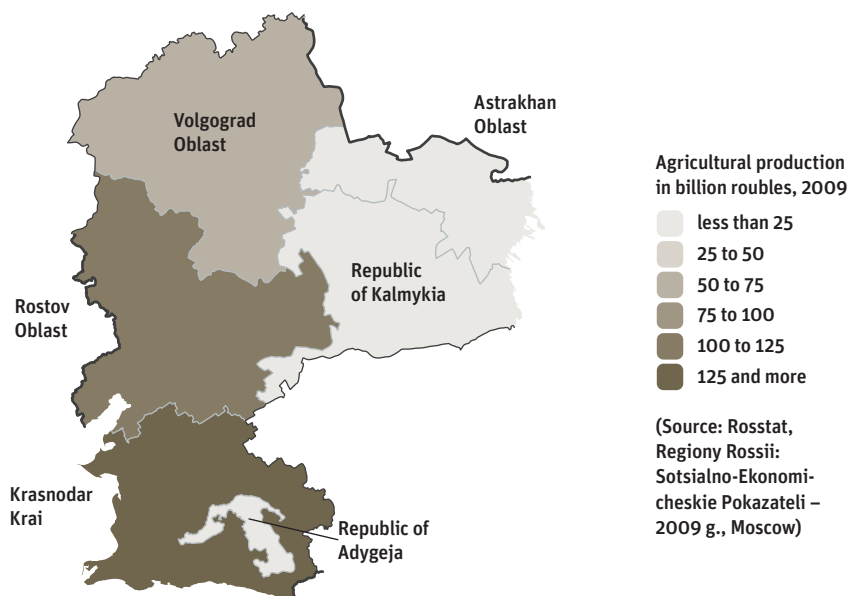 Volgograd
Oblast
Astrakhan
Oblast
Republic
of Kalmykia
Rostov
Oblast
Krasnodar
Krai
Republic of
Adygeja
Agricultural production
in billion roubles, 2009
less than 25
25 to 50
50 to 75
75 to 100
100 to 125
125 and more
(Source: Rosstat,
Regiony Rossii:
Sotsialno-Ekonomi-
cheskie Pokazateli –
2009 g., Moscow)